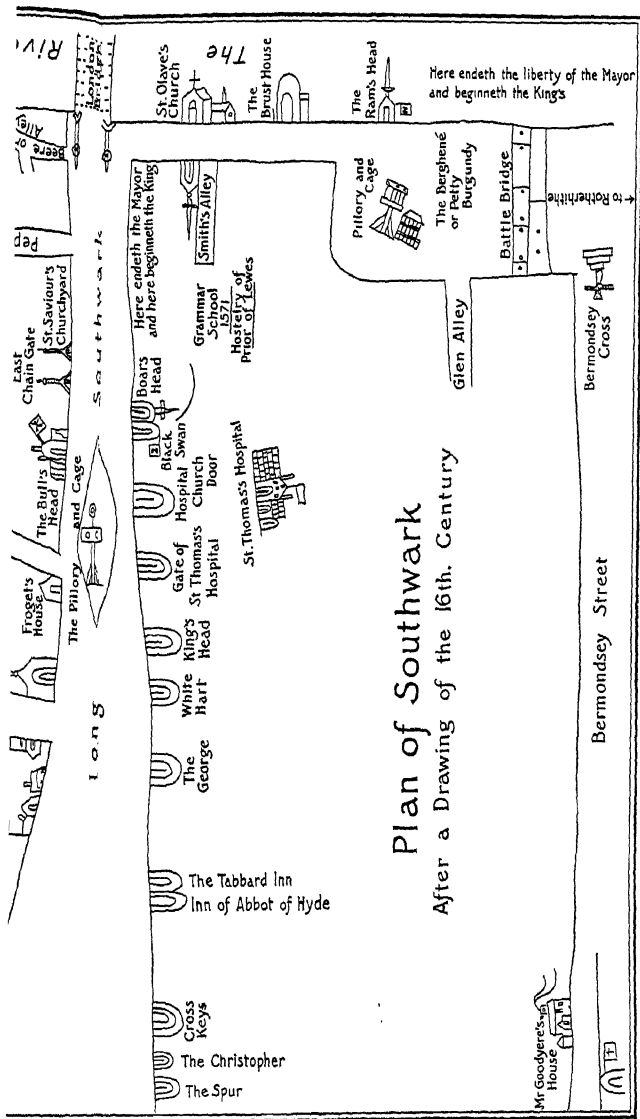 Plan of Southwark
After a Drawing of the 16th. Century
The
London
Bridge
St. Olave's
Church
The
Brust House
The
Ram's Head
Here endeth the liberty of the Mayor
and beginneth the King's
Alley
Beere
Pep
Here endeth the Mayor
and here beginneth the King
Smith's Alley
Grammar
School
1571
Hostelry of
Prior of Lewes
Pillory and
Cage
The Berghené
or Petty
Burgundy
Battle Bridge
to Rotherhithe
Glen Alley
Bermondsey
Cross
St. Saviour's
Churchyard
East
Chain Gate
Long Southwark
Boar's
Head
Black
Swan
The Bull's
Head
The Pillory and Cage
Hospital
Church
Door
St. Thomas's Hospital
Gate of
St Thomas's
Hospital
Froget's
House
King's
Head
White
Hart
The
George
Bermondsey Street
The Tabbard Inn
Inn of Abbot of Hyde
Cross
Keys
The Christopher
The Spur
Mr Goodyere's
House